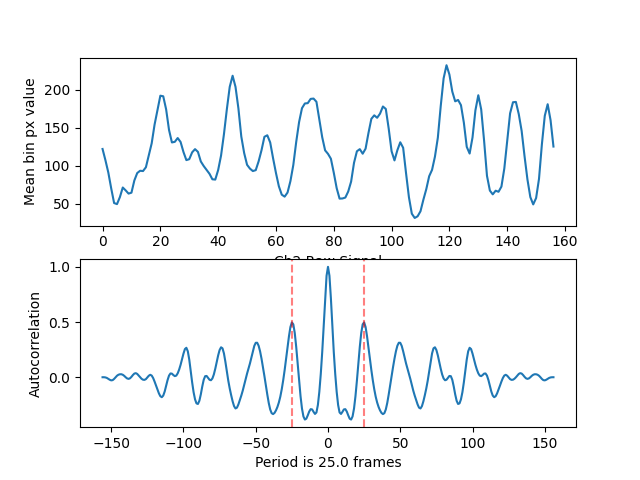 Mean bin px value
200
150
100
50
0 20 40 60 80 100 120 140 160
Ch2 Raw Signal
Autocorrelation
1.0
0.5
0.0
−150 −100 −50 0 50 100 150
Period is 25.0 frames